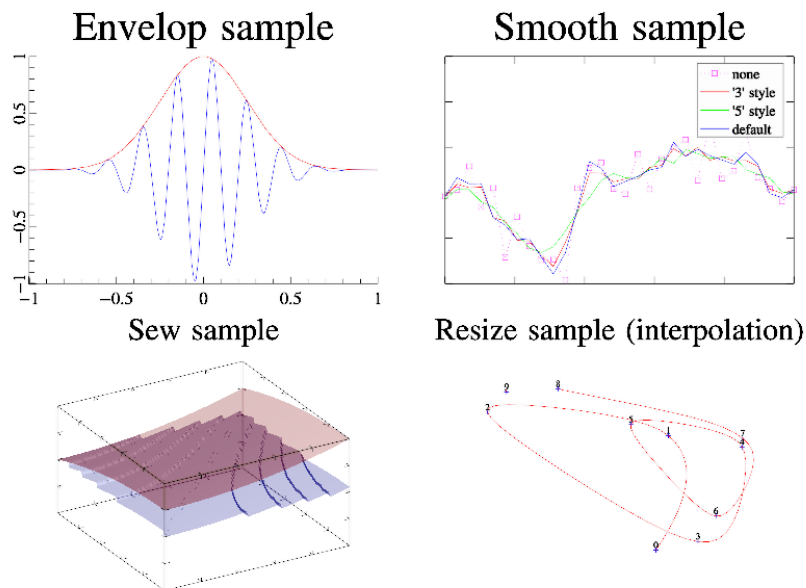 Envelop sample
Smooth sample
1
0.5
0
−0.5
−1
−1
−0.5
0
0.5
1
none
'3' style
'5' style
default
Sew sample
Resize sample (interpolation)
9
8
2
5
1
7
4
6
3
0